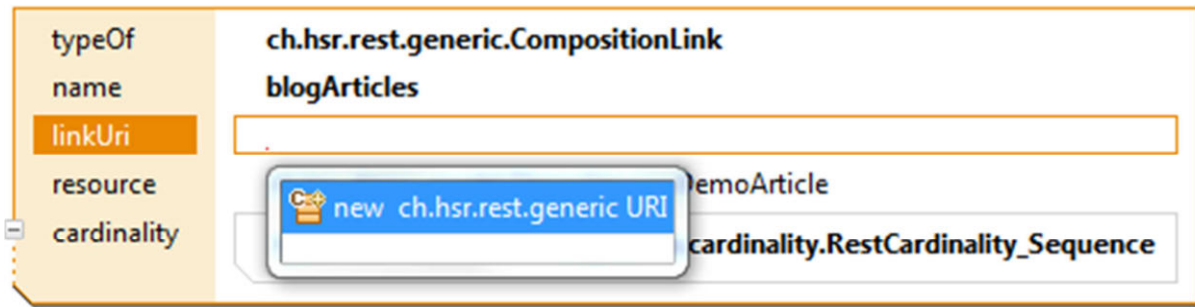 typeOf ch.hsr.rest.generic.CompositionLink
name blogArticles
linkUri
resource DemoArticle
new ch.hsr.rest.generic URI
cardinality cardinality.RestCardinality_Sequence